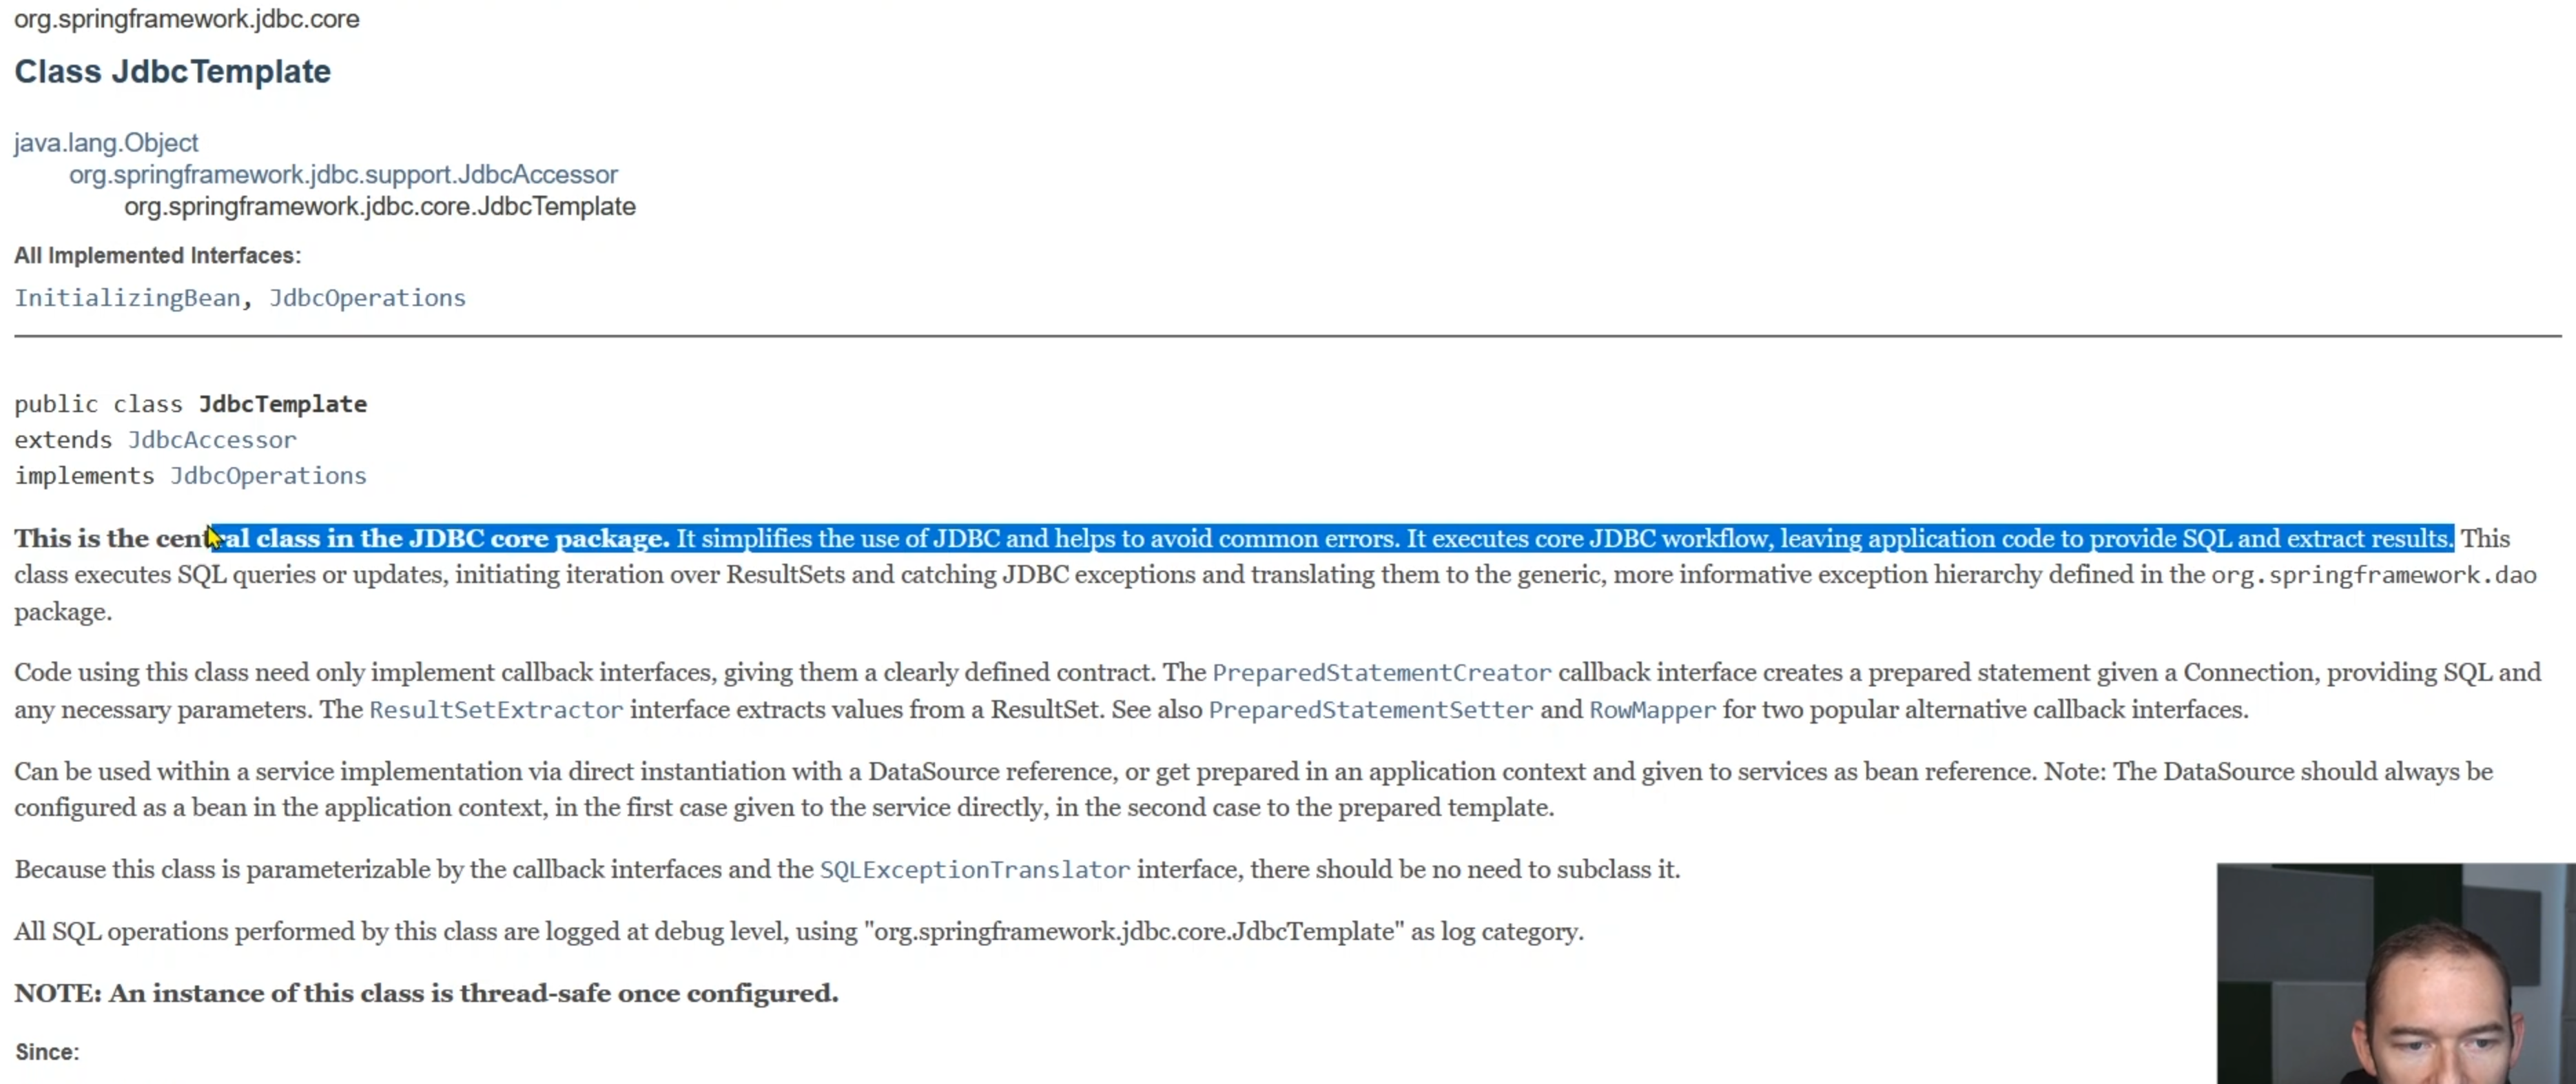 org.springframework.jdbc.core
Class JdbcTemplate
java.lang.Object
org.springframework.jdbc.support.JdbcAccessor
org.springframework.jdbc.core.JdbcTemplate
All Implemented Interfaces:
InitializingBean, JdbcOperations
public class JdbcTemplate
extends JdbcAccessor
implements JdbcOperations
This is the central class in the JDBC core package. It simplifies the use of JDBC and helps to avoid common errors. It executes core JDBC workflow, leaving application code to provide SQL and extract results. This
class executes SQL queries or updates, initiating iteration over ResultSets and catching JDBC exceptions and translating them to the generic, more informative exception hierarchy defined in the org.springframework.dao
package.
Code using this class need only implement callback interfaces, giving them a clearly defined contract. The PreparedStatementCreator callback interface creates a prepared statement given a Connection, providing SQL and
any necessary parameters. The ResultSetExtractor interface extracts values from a ResultSet. See also PreparedStatementSetter and RowMapper for two popular alternative callback interfaces.
Can be used within a service implementation via direct instantiation with a DataSource reference, or get prepared in an application context and given to services as bean reference. Note: The DataSource should always be
configured as a bean in the application context, in the first case given to the service directly, in the second case to the prepared template.
Because this class is parameterizable by the callback interfaces and the SQLExceptionTranslator interface, there should be no need to subclass it.
All SQL operations performed by this class are logged at debug level, using "org.springframework.jdbc.core.JdbcTemplate" as log category.
NOTE: An instance of this class is thread-safe once configured.
Since: